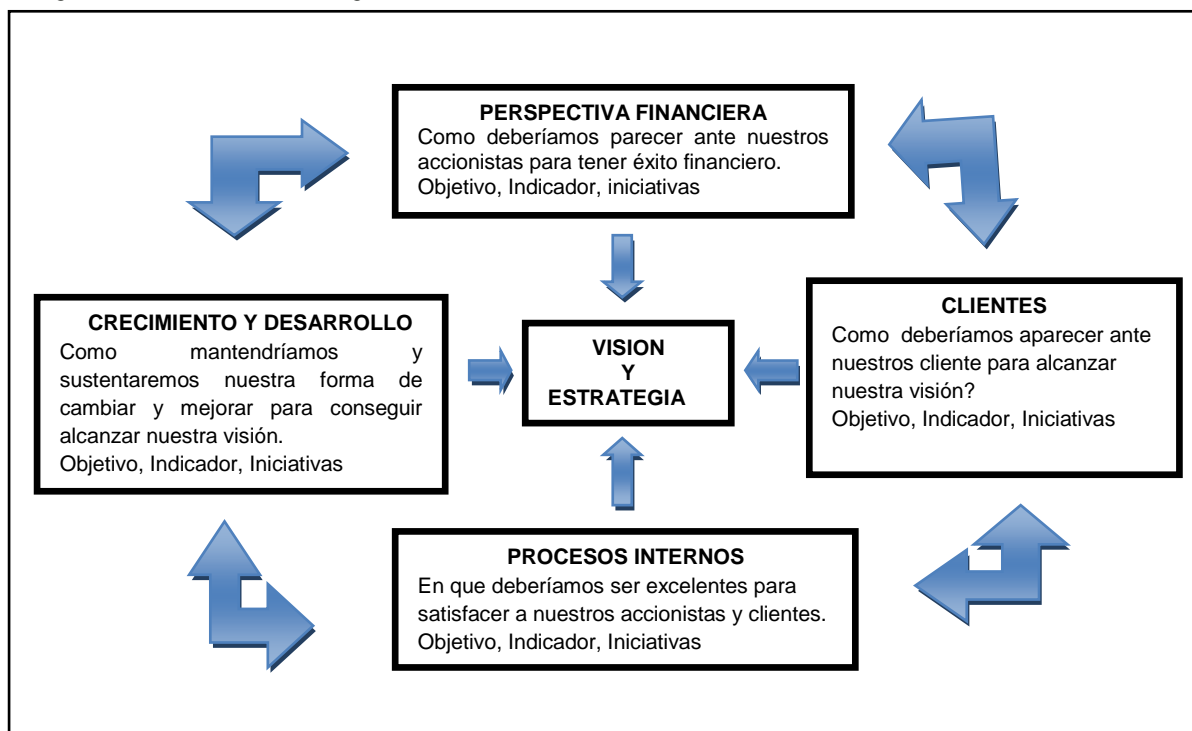 PERSPECTIVA FINANCIERA
Como deberíamos parecer ante nuestros
accionistas para tener éxito financiero.
Objetivo, Indicador, iniciativas
CRECIMIENTO Y DESARROLLO
Como mantendríamos y
sustentaremos nuestra forma de
cambiar y mejorar para conseguir
alcanzar nuestra visión.
Objetivo, Indicador, Iniciativas
VISION
Y
ESTRATEGIA
CLIENTES
Como deberíamos aparecer ante
nuestros cliente para alcanzar
nuestra visión?
Objetivo, Indicador, Iniciativas
PROCESOS INTERNOS
En que deberíamos ser excelentes para
satisfacer a nuestros accionistas y clientes.
Objetivo, Indicador, Iniciativas